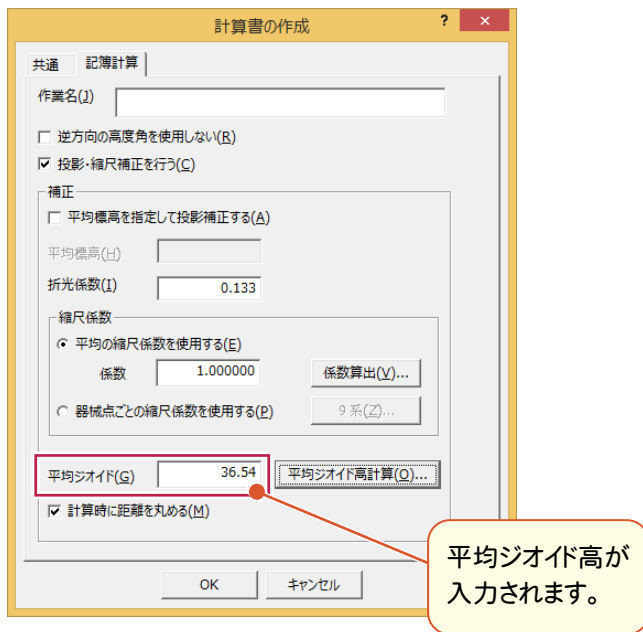 計算書の作成
? ×
共通 記簿計算
作業名(J)
逆方向の高度角を使用しない(R)
投影・縮尺補正を行う(C)
補正
平均標高を指定して投影補正する(A)
平均標高(H)
折光係数(I) 0.133
縮尺係数
平均の縮尺係数を使用する(E)
係数 1.000000 係数算出(V)...
器械点ごとの縮尺係数を使用する(P) 9 系(Z)...
平均ジオイド(G) 36.54 平均ジオイド高計算(O)...
計算時に距離を丸める(M)
OK キャンセル
平均ジオイド高が
入力されます。